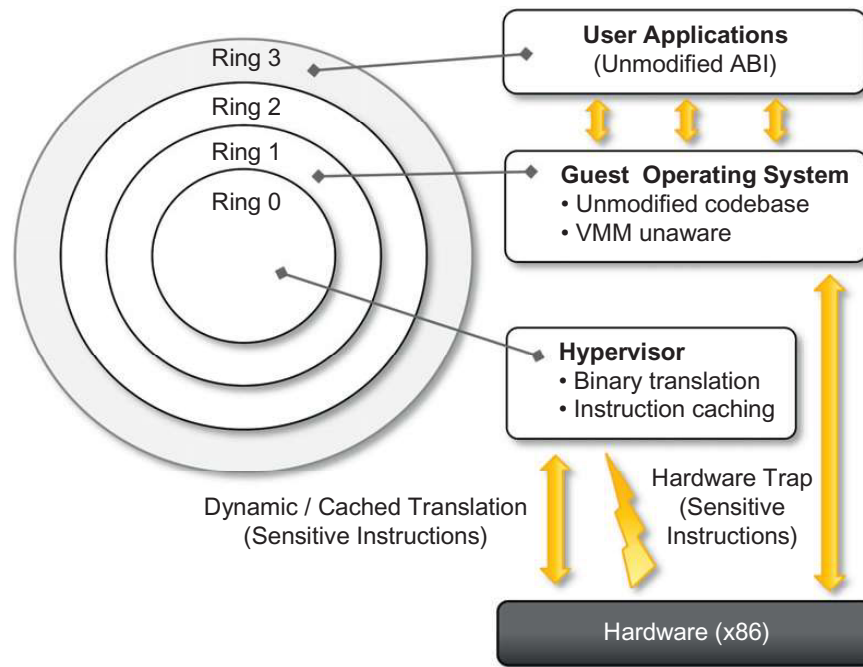 Ring 3
Ring 2
Ring 1
Ring 0
User Applications
(Unmodified ABI)
Guest Operating System
• Unmodified codebase
• VMM unaware
Hypervisor
• Binary translation
• Instruction caching
Dynamic / Cached Translation
(Sensitive Instructions)
Hardware Trap
(Sensitive
Instructions)
Hardware (x86)